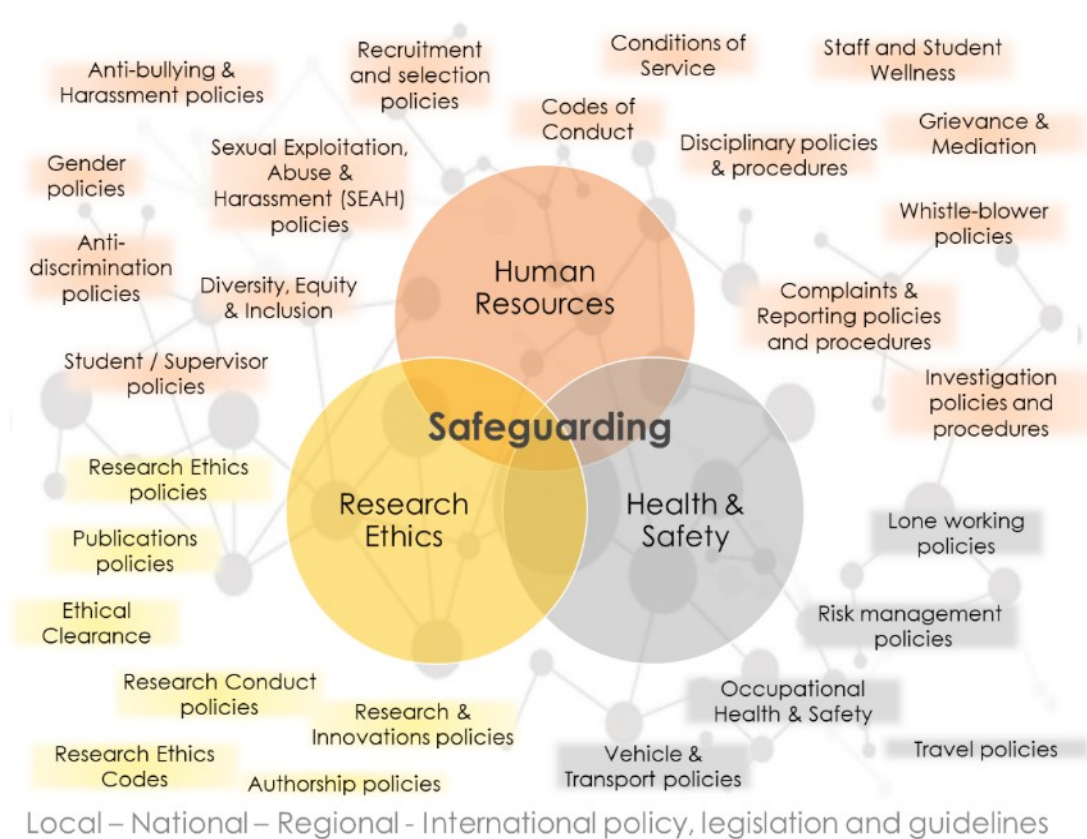 Recruitment
and selection
policies
Conditions of
Service
Staff and Student
Wellness
Anti-bullying &
Harassment policies
Codes of
Conduct
Grievance &
Mediation
Gender
policies
Sexual Exploitation,
Abuse &
Harassment (SEAH)
policies
Disciplinary policies
& procedures
Whistle-blower
policies
Anti-
discrimination
policies
Diversity, Equity
& Inclusion
Human
Resources
Complaints &
Reporting policies
and procedures
Student / Supervisor
policies
Investigation
policies and
procedures
Safeguarding
Research Ethics
policies
Research
Ethics
Health &
Safety
Lone working
policies
Publications
policies
Ethical
Clearance
Risk management
policies
Research Conduct
policies
Research &
Innovations policies
Occupational
Health & Safety
Research Ethics
Codes
Authorship policies
Vehicle &
Transport policies
Travel policies
Local – National – Regional - International policy, legislation and guidelines